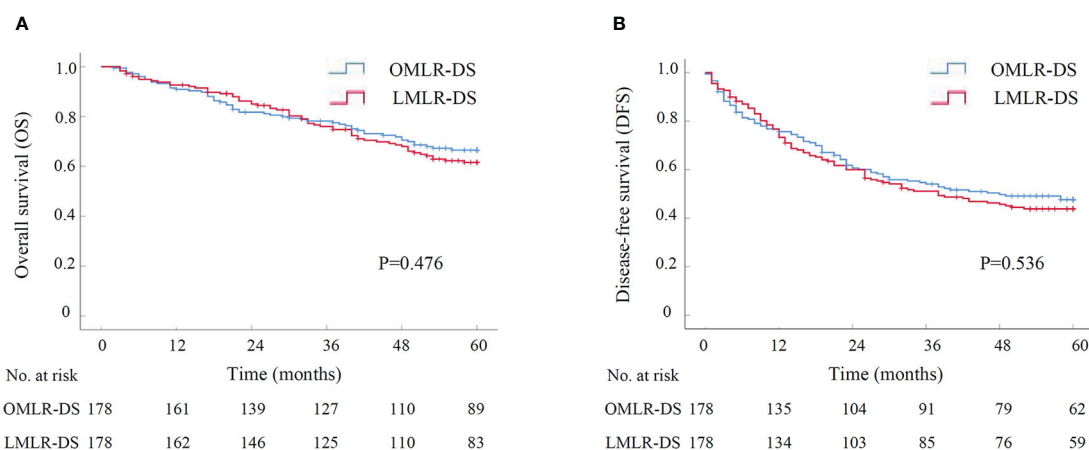 A
Overall survival (OS)
1.0
0.8
0.6
0.4
0.2
0
OMLR-DS
LMLR-DS
P=0.476
0 12 24 36 48 60
No. at risk Time (months)
OMLR-DS 178 161 139 127 110 89
LMLR-DS 178 162 146 125 110 83
B
Disease-free survival (DFS)
1.0
0.8
0.6
0.4
0.2
0
OMLR-DS
LMLR-DS
P=0.536
0 12 24 36 48 60
No. at risk Time (months)
OMLR-DS 178 135 104 91 79 62
LMLR-DS 178 134 103 85 76 59